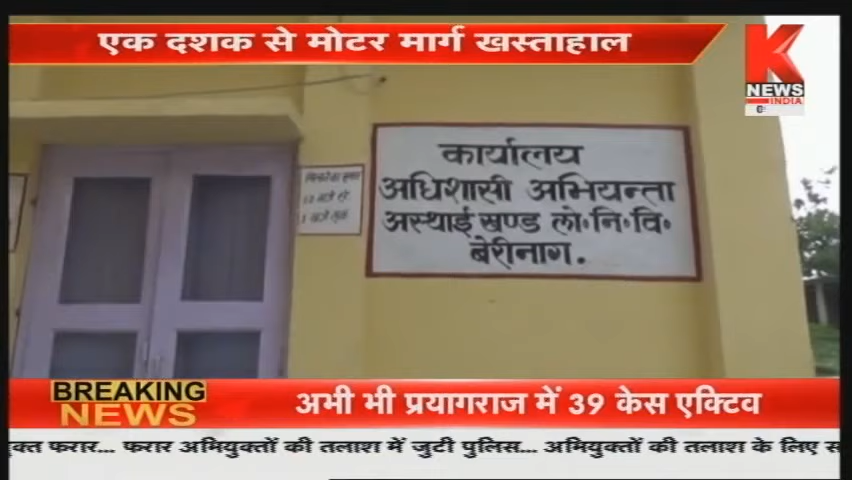 एक दशक से मोटर मार्ग खस्ताहाल
K
NEWS
INDIA
कार्यालय
अधिशासी अभियन्ता
अस्थाई खण्ड लो॰नि॰वि॰
बेरीनाग.
BREAKING
NEWS
अभी भी प्रयागराज में 39 केस एक्टिव
फरार... फरार अभियुक्तों की तलाश में जुटी पुलिस... अभियुक्तों की तलाश के लिए